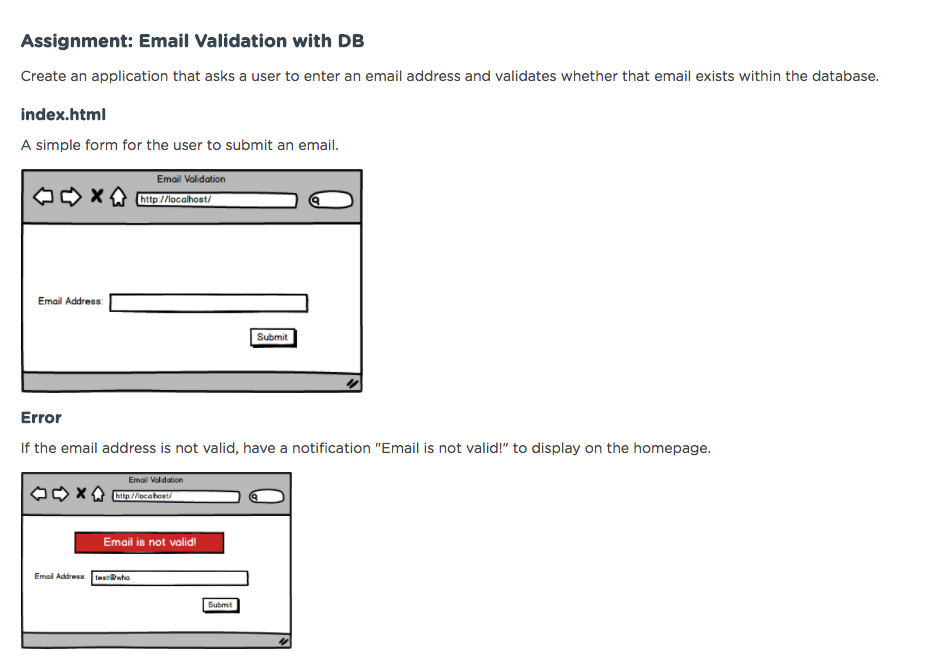 Assignment: Email Validation with DB
Create an application that asks a user to enter an email address and validates whether that email exists within the database.
index.html
A simple form for the user to submit an email.
Email Validation
http://localhost/
Email Address:
Submit
Error
If the email address is not valid, have a notification "Email is not valid!" to display on the homepage.
Email Validation
http://localhost/
Email is not valid!
Email Address: test@who
Submit